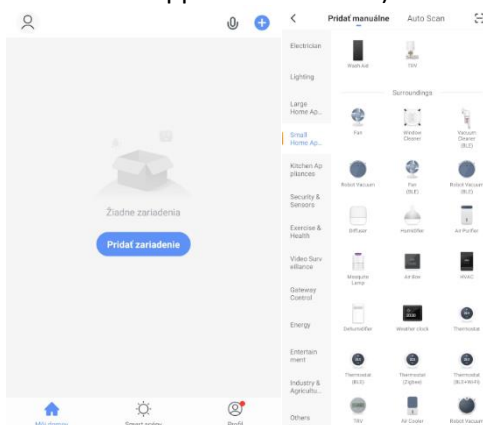 Žiadne zariadenia
Pridať zariadenie
Môj domov
Smart scény
Profil
Pridať manuálne
Auto Scan
Electrician
Lighting
Large
Home Ap...
Small
Home Ap...
Kitchen Ap
pliances
Security &
Sensors
Exercise &
Health
Video Surv
eillance
Gateway
Control
Energy
Entertain
ment
Industry &
Agricultu...
Others
Wash Aid
TRV
Surroundings
Fan
Window
Cleaner
Vacuum
Cleaner
(BLE)
Robot Vacuum
Fan
(BLE)
Robot Vacuum
(BLE)
Diffuser
Humidifier
Air Purifier
Mosquito
Lamp
Air Box
HVAC
Dehumidifier
Weather clock
Thermostat
Thermostat
(BLE)
Thermostat
(Zigbee)
Thermostat
(BLE+Wi-Fi)
TRV
Air Cooler
Robot Vacuum